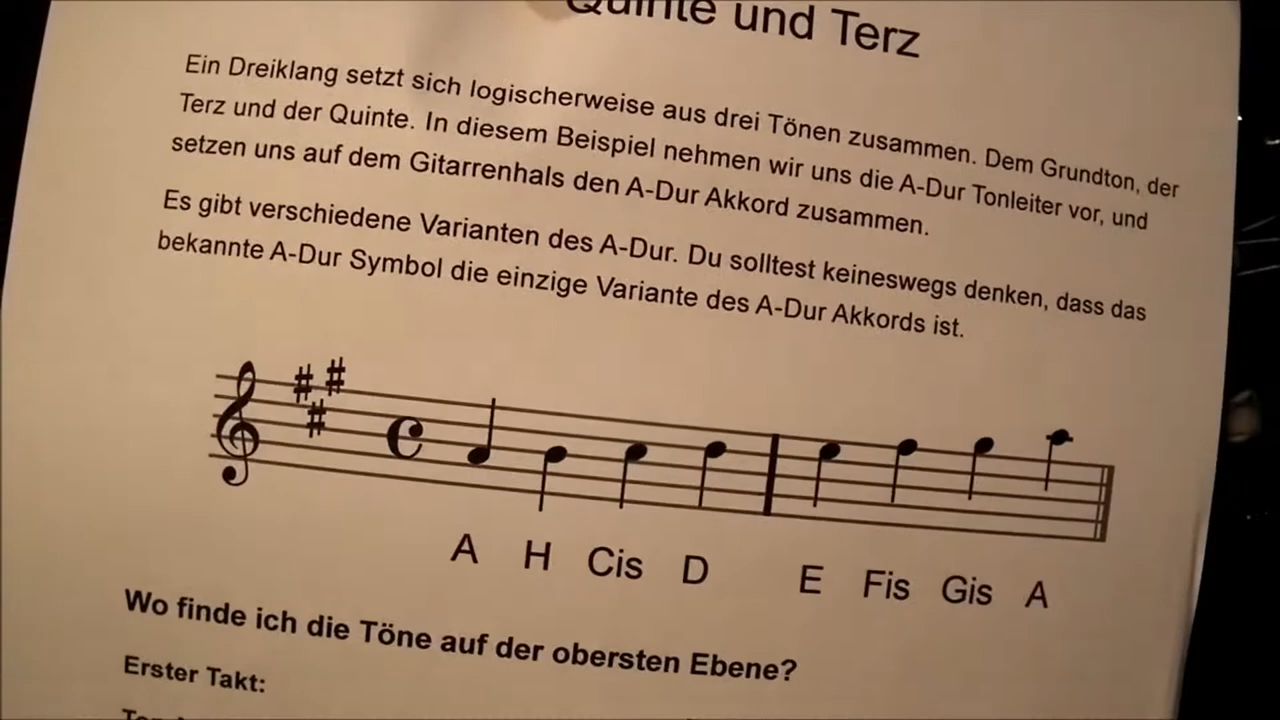 Quinte und Terz
Ein Dreiklang setzt sich logischerweise aus drei Tönen zusammen. Dem Grundton, der
Terz und der Quinte. In diesem Beispiel nehmen wir uns die A-Dur Tonleiter vor, und
setzen uns auf dem Gitarrenhals den A-Dur Akkord zusammen.
Es gibt verschiedene Varianten des A-Dur. Du solltest keineswegs denken, dass das
bekannte A-Dur Symbol die einzige Variante des A-Dur Akkords ist.
A H Cis D E Fis Gis A
Wo finde ich die Töne auf der obersten Ebene?
Erster Takt: